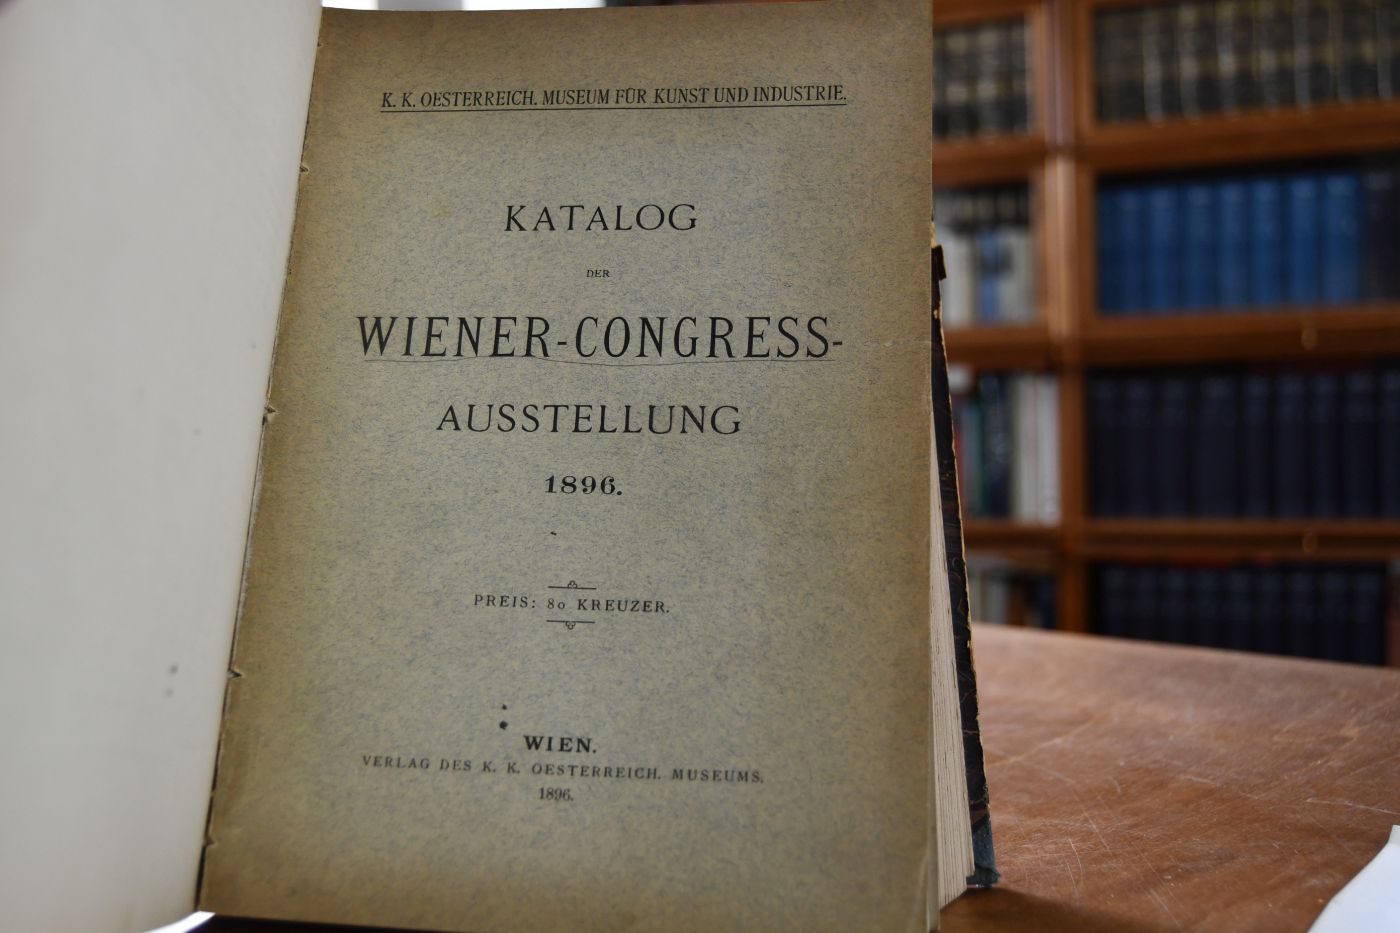 K. K. OESTERREICH. MUSEUM FÜR KUNST UND INDUSTRIE.
KATALOG
DER
WIENER-CONGRESS-
AUSSTELLUNG
1896.
PREIS: 80 KREUZER.
WIEN.
VERLAG DES K. K. OESTERREICH. MUSEUMS.
1896.